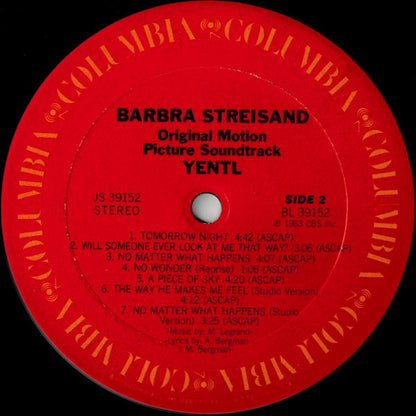 COLUMBIA COLUMBIA COLUMBIA COLUMBIA COLUMBIA COLUMBIA
BARBRA STREISAND
Original Motion
Picture Soundtrack
YENTL
JS 39152 SIDE 2
STEREO BL 39152
℗ 1983 CBS Inc.
1. TOMORROW NIGHT 4:42 (ASCAP)
2. WILL SOMEONE EVER LOOK AT ME THAT WAY? 3:06 (ASCAP)
3. NO MATTER WHAT HAPPENS 4:07 (ASCAP)
4. NO WONDER (Reprise) 1:06 (ASCAP)
5. A PIECE OF SKY 4:20 (ASCAP)
6. THE WAY HE MAKES ME FEEL (Studio Version)
4:12 (ASCAP)
7. NO MATTER WHAT HAPPENS (Studio
Version) 3:25 (ASCAP)
-Music by: M. Legrand-
-Lyrics by: A. Bergman-
- M. Bergman-